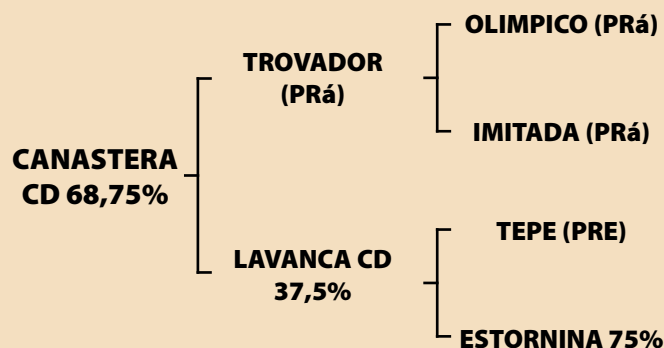 CANASTERA
CD 68,75%
TROVADOR
(PRá)
LAVANCA CD
37,5%
OLIMPICO (PRá)
IMITADA (PRá)
TEPE (PRE)
ESTORNINA 75%